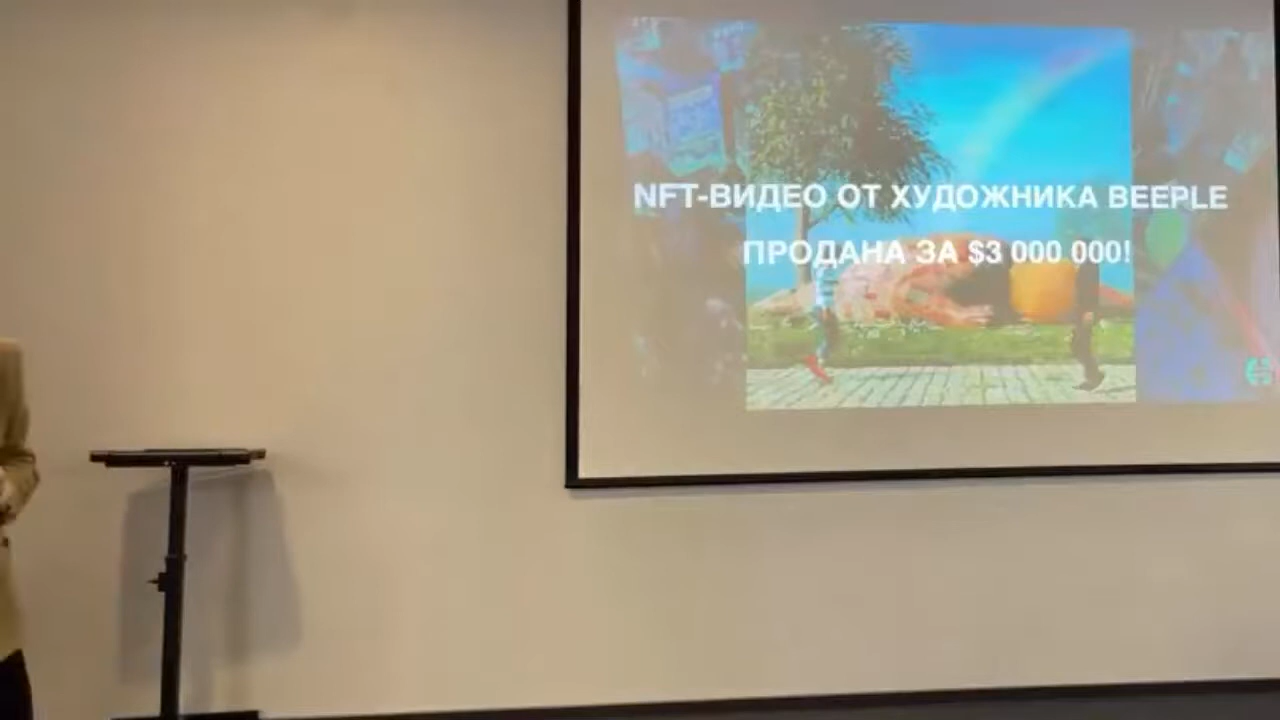 NFT-ВИДЕО ОТ ХУДОЖНИКА BEEPLE
ПРОДАНА ЗА $3 000 000!